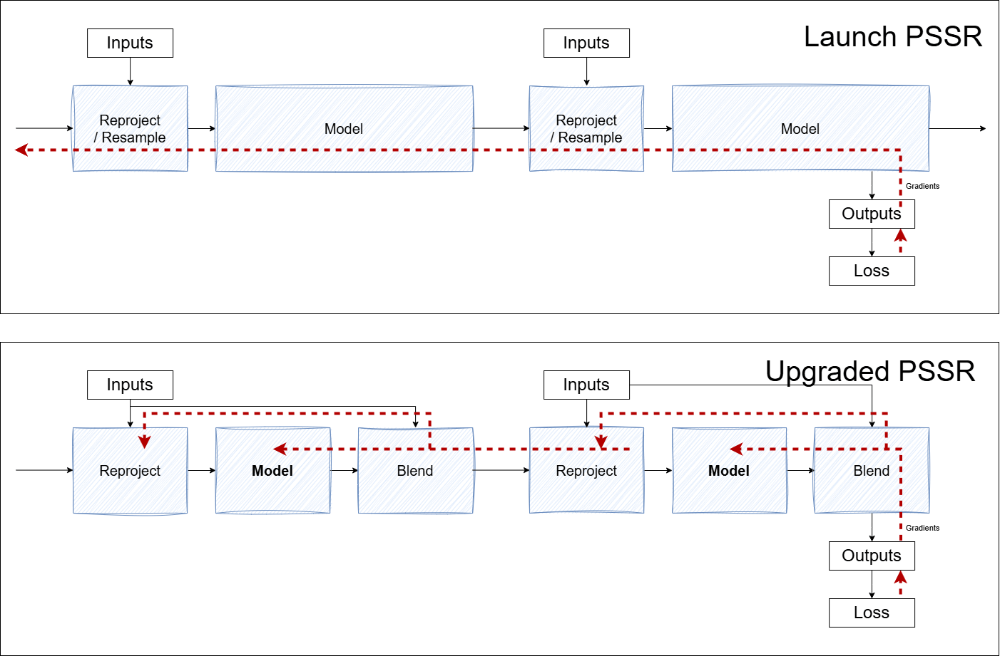 Launch PSSR
Inputs
Inputs
Reproject
/ Resample
Model
Reproject
/ Resample
Model
Gradients
Outputs
Loss
Upgraded PSSR
Inputs
Inputs
Reproject
Model
Blend
Reproject
Model
Blend
Gradients
Outputs
Loss